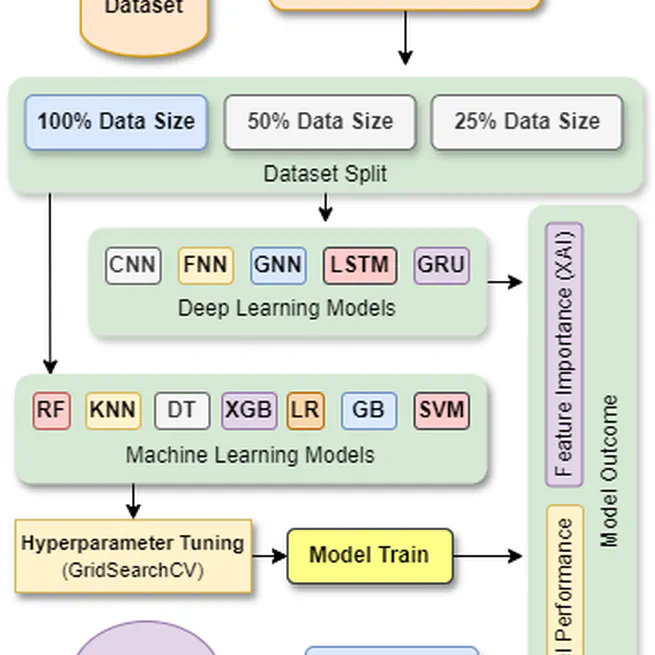 Dataset
100% Data Size
50% Data Size
25% Data Size
Dataset Split
CNN
FNN
GNN
LSTM
GRU
Deep Learning Models
RF
KNN
DT
XGB
LR
GB
SVM
Machine Learning Models
Hyperparameter Tuning
(GridSearchCV)
Model Train
Feature Importance (XAI)
Performance
Model Outcome